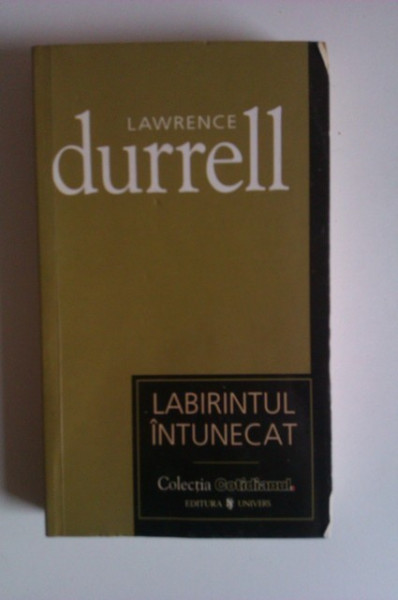 LAWRENCE
durrell
LABIRINTUL
ÎNTUNECAT
Colecția Cotidianul.
EDITURA UNIVERS